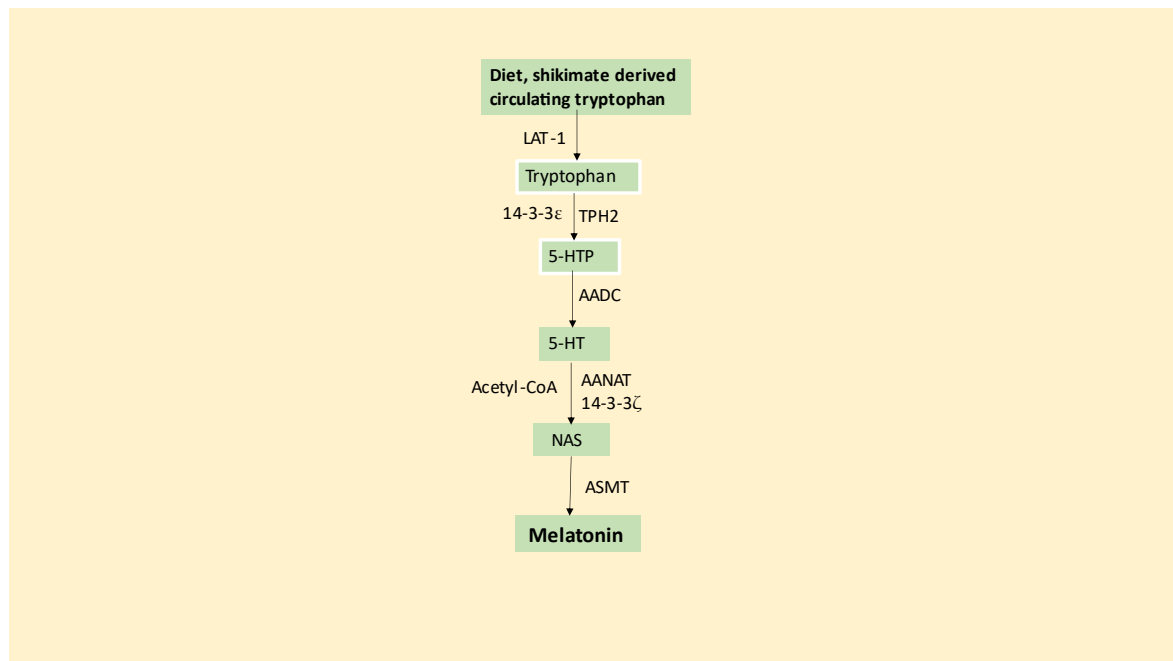 Diet, shikimate derived
circulating tryptophan
LAT-1
Tryptophan
14-3-3ε TPH2
5-HTP
AADC
5-HT
Acetyl-CoA AANAT
14-3-3ζ
NAS
ASMT
Melatonin